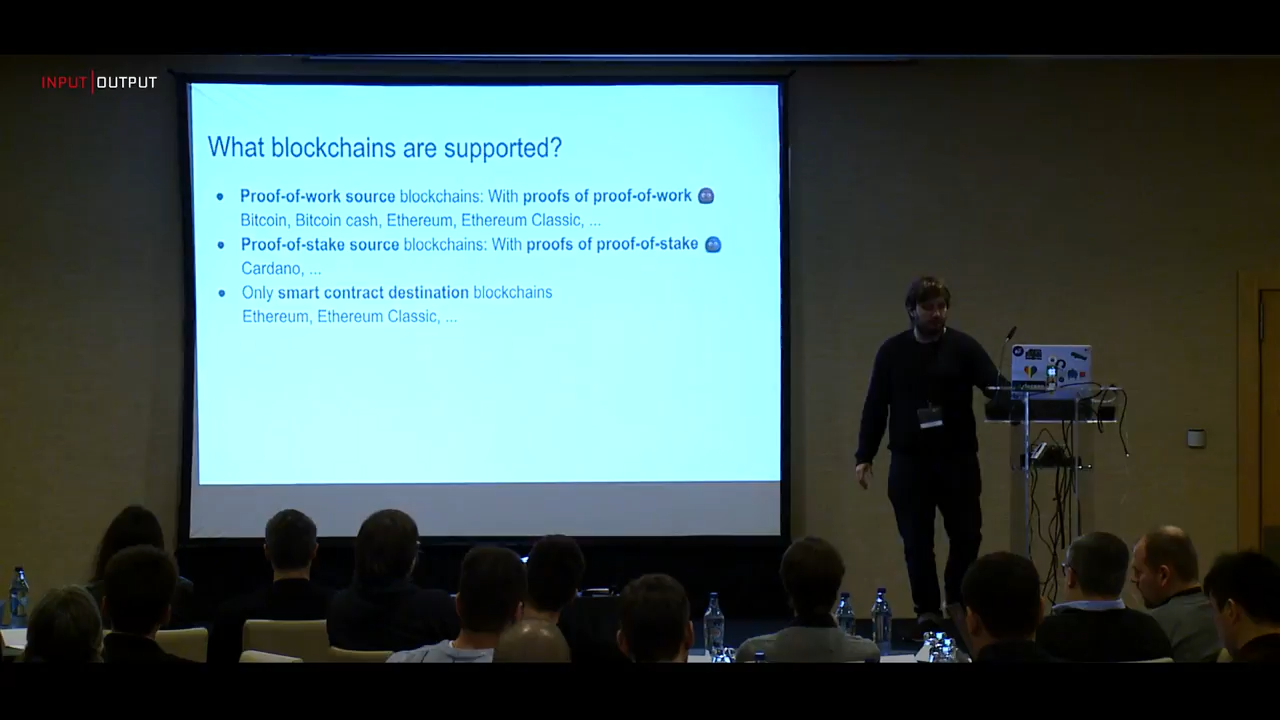 INPUT|OUTPUT
What blockchains are supported?
● Proof-of-work source blockchains: With proofs of proof-of-work
Bitcoin, Bitcoin cash, Ethereum, Ethereum Classic, ...
● Proof-of-stake source blockchains: With proofs of proof-of-stake
Cardano, ...
● Only smart contract destination blockchains
Ethereum, Ethereum Classic, ...